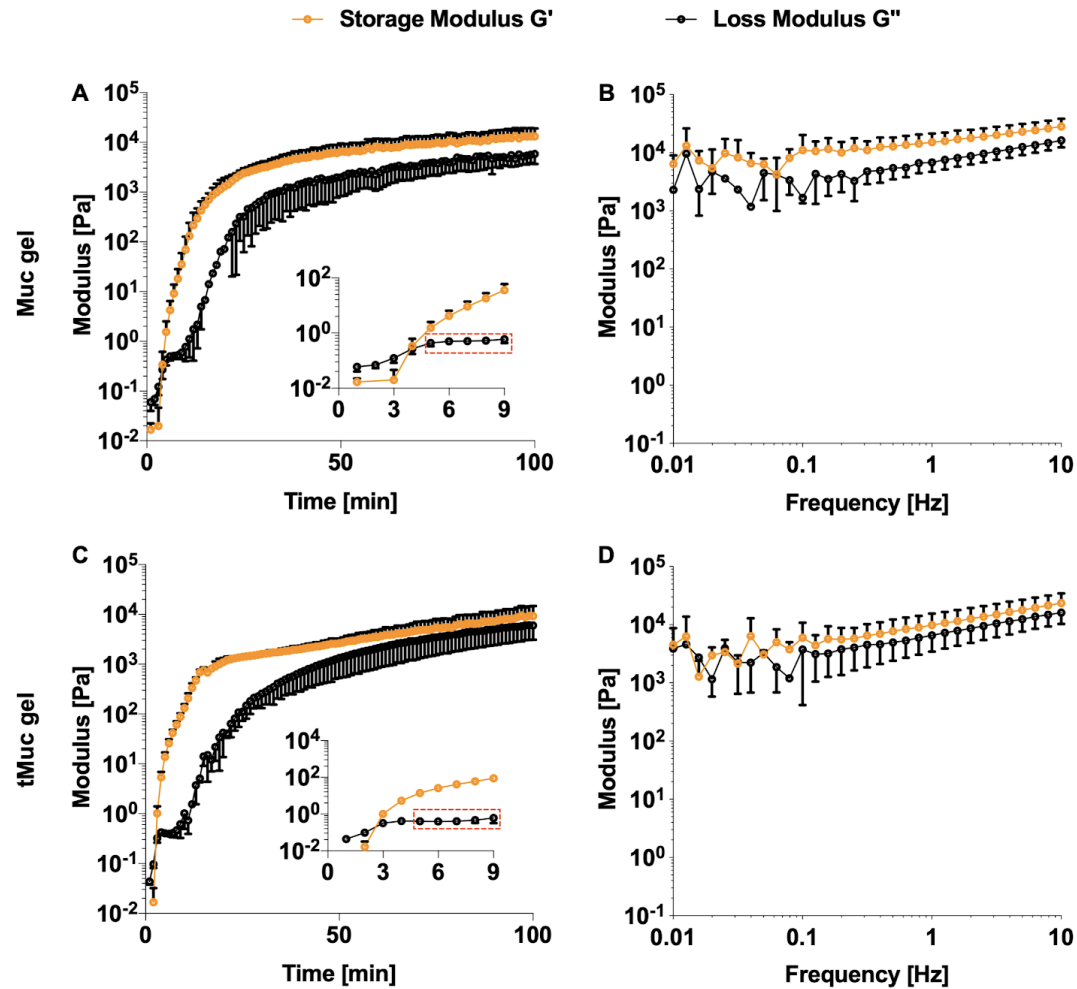 Storage Modulus G' Loss Modulus G"
A
Muc gel
Modulus [Pa]
10^5
10^4
10^3
10^2
10^1
10^0
10^-1
10^-2
0 50 100
Time [min]
10^2
10^0
10^-2
0 3 6 9
B
Modulus [Pa]
10^5
10^4
10^3
10^2
10^1
10^0
10^-1
0.01 0.1 1 10
Frequency [Hz]
C
tMuc gel
Modulus [Pa]
10^5
10^4
10^3
10^2
10^1
10^0
10^-1
10^-2
0 50 100
Time [min]
10^4
10^2
10^0
10^-2
0 3 6 9
D
Modulus [Pa]
10^5
10^4
10^3
10^2
10^1
10^0
10^-1
0.01 0.1 1 10
Frequency [Hz]